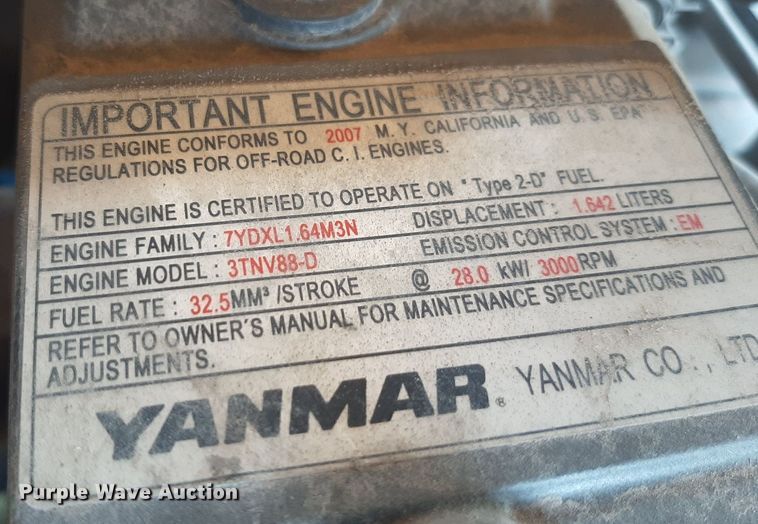 IMPORTANT ENGINE INFORMATION
THIS ENGINE CONFORMS TO 2007 M.Y. CALIFORNIA AND U.S. EPA
REGULATIONS FOR OFF-ROAD C.I. ENGINES.
THIS ENGINE IS CERTIFIED TO OPERATE ON "Type 2-D" FUEL.
ENGINE FAMILY : 7YDXL1.64M3N DISPLACEMENT : 1.642 LITERS
ENGINE MODEL : 3TNV88-D EMISSION CONTROL SYSTEM : EM
FUEL RATE : 32.5MM³ /STROKE @ 28.0 kW/ 3000RPM
REFER TO OWNER'S MANUAL FOR MAINTENANCE SPECIFICATIONS AND
ADJUSTMENTS.
YANMAR® YANMAR CO., LTD
Purple Wave Auction